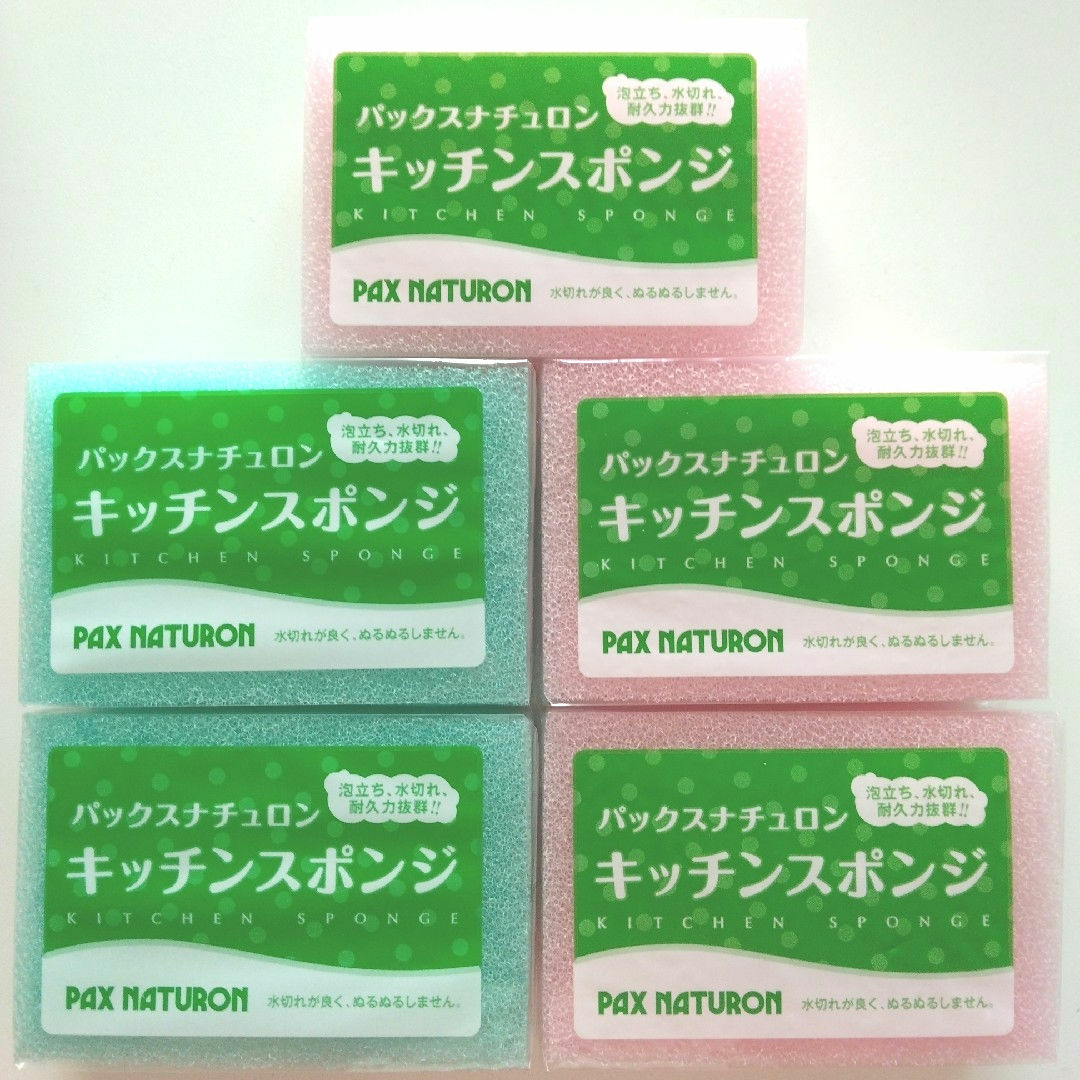 泡立ち、水切れ、
耐久力抜群!!
パックスナチュロン
キッチンスポンジ
KITCHEN SPONGE
PAX NATURON 水切れが良く、ぬるぬるしません。
泡立ち、水切れ、
耐久力抜群!!
パックスナチュロン
キッチンスポンジ
KITCHEN SPONGE
PAX NATURON 水切れが良く、ぬるぬるしません。
泡立ち、水切れ、
耐久力抜群!!
パックスナチュロン
キッチンスポンジ
KITCHEN SPONGE
PAX NATURON 水切れが良く、ぬるぬるしません。
泡立ち、水切れ、
耐久力抜群!!
パックスナチュロン
キッチンスポンジ
KITCHEN SPONGE
PAX NATURON 水切れが良く、ぬるぬるしません。
泡立ち、水切れ、
耐久力抜群!!
パックスナチュロン
キッチンスポンジ
KITCHEN SPONGE
PAX NATURON 水切れが良く、ぬるぬるしません。